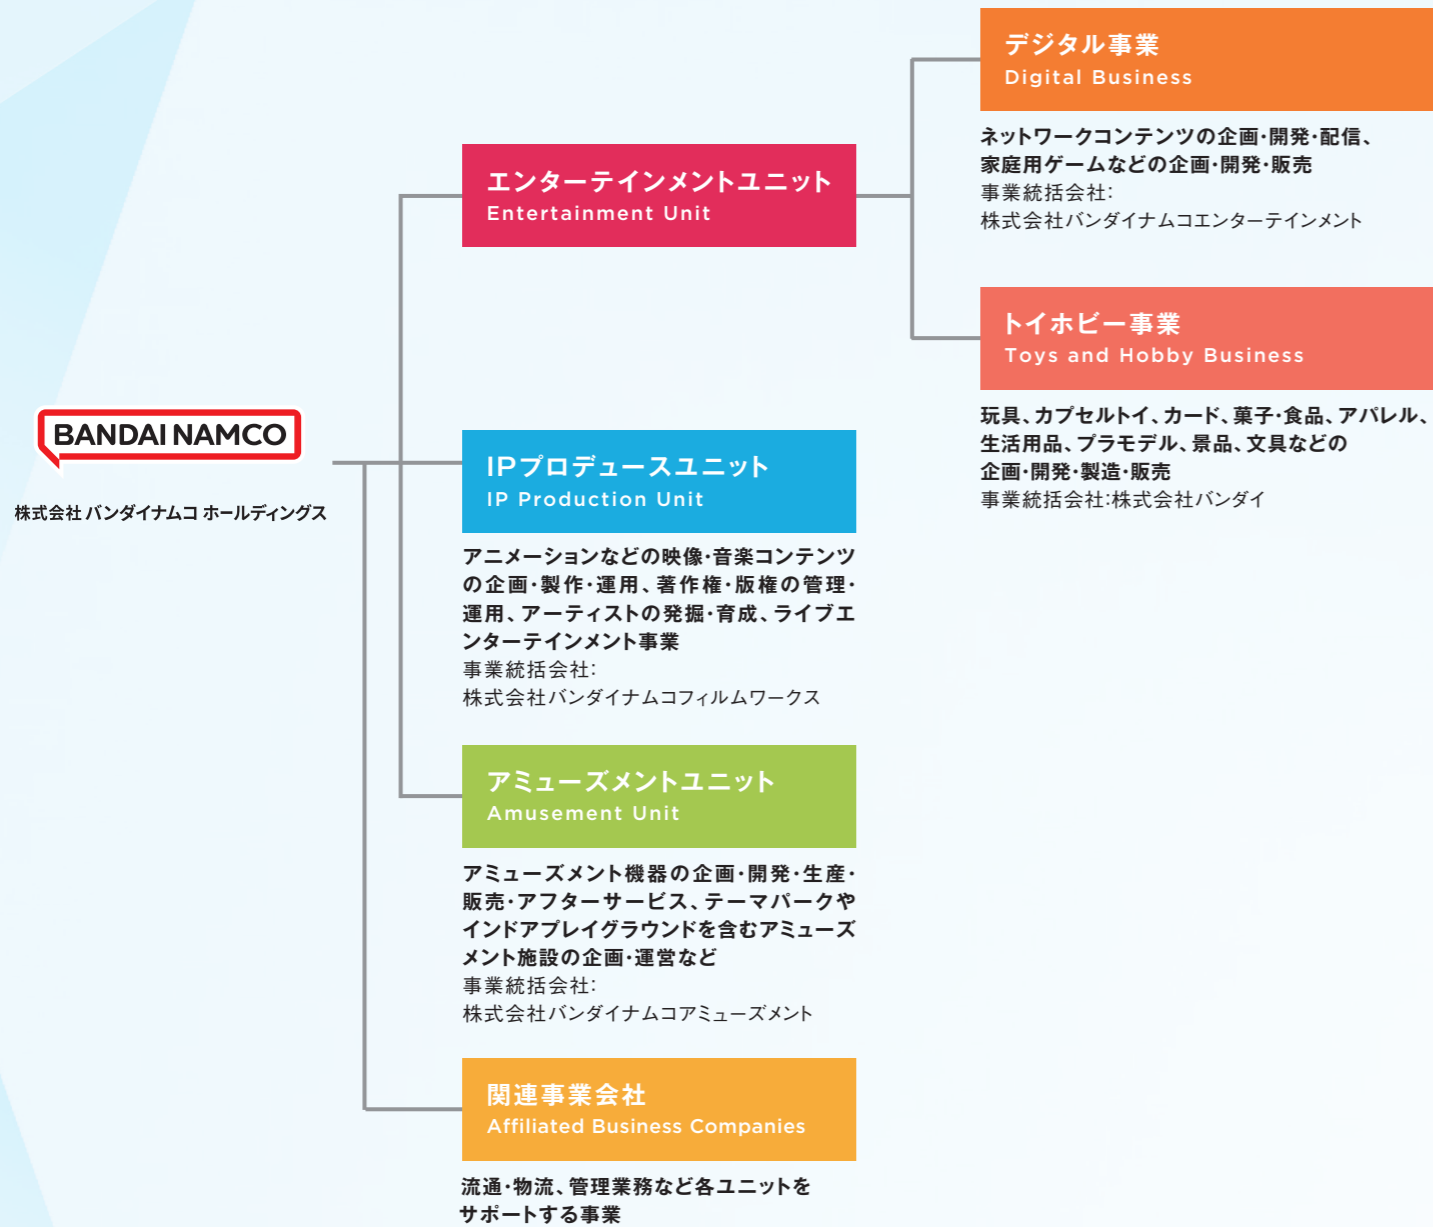 BANDAI NAMCO
株式会社 バンダイナムコ ホールディングス
エンターテインメントユニット
Entertainment Unit
デジタル事業
Digital Business
ネットワークコンテンツの企画・開発・配信、
家庭用ゲームなどの企画・開発・販売
事業統括会社：
株式会社バンダイナムコエンターテインメント
トイホビー事業
Toys and Hobby Business
玩具、カプセルトイ、カード、菓子・食品、アパレル、
生活用品、プラモデル、景品、文具などの
企画・開発・製造・販売
事業統括会社：株式会社バンダイ
IPプロデュースユニット
IP Production Unit
アニメーションなどの映像・音楽コンテンツ
の企画・製作・運用、著作権・版権の管理・
運用、アーティストの発掘・育成、ライブエ
ンターテインメント事業
事業統括会社：
株式会社バンダイナムコフィルムワークス
アミューズメントユニット
Amusement Unit
アミューズメント機器の企画・開発・生産・
販売・アフターサービス、テーマパークや
インドアプレイグラウンドを含むアミューズ
メント施設の企画・運営など
事業統括会社：
株式会社バンダイナムコアミューズメント
関連事業会社
Affiliated Business Companies
流通・物流、管理業務など各ユニットを
サポートする事業